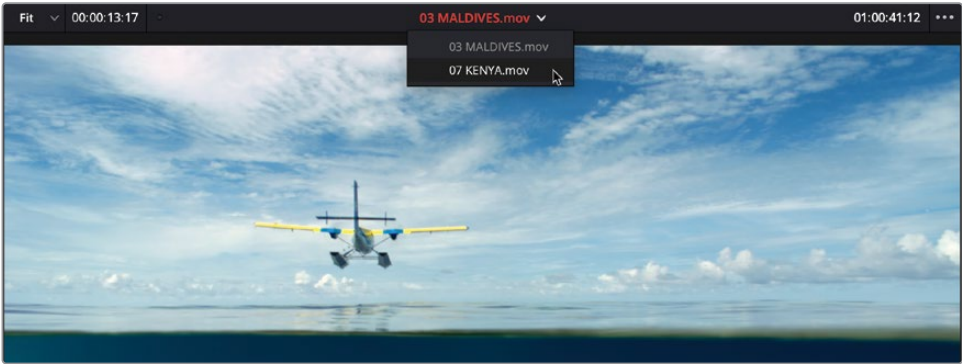 Fit 00:00:13:17 03 MALDIVES.mov 01:00:41:12
03 MALDIVES.mov
07 KENYA.mov